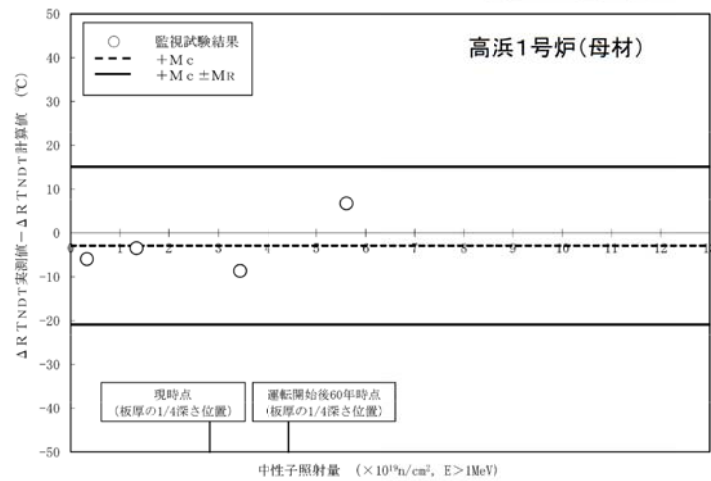 高浜1号炉(母材)
監視試験結果
+Mc
+Mc±MR
ΔRTNDT実測値-ΔRTNDT計算値 (℃)
50
40
30
20
10
0
-10
-20
-30
-40
-50
0 1 2 3 4 5 6 7 8 9 10 11 12 13
現時点
(板厚の1/4深さ位置)
運転開始後60年時点
(板厚の1/4深さ位置)
中性子照射量 (×10¹⁹n/cm², E>1MeV)